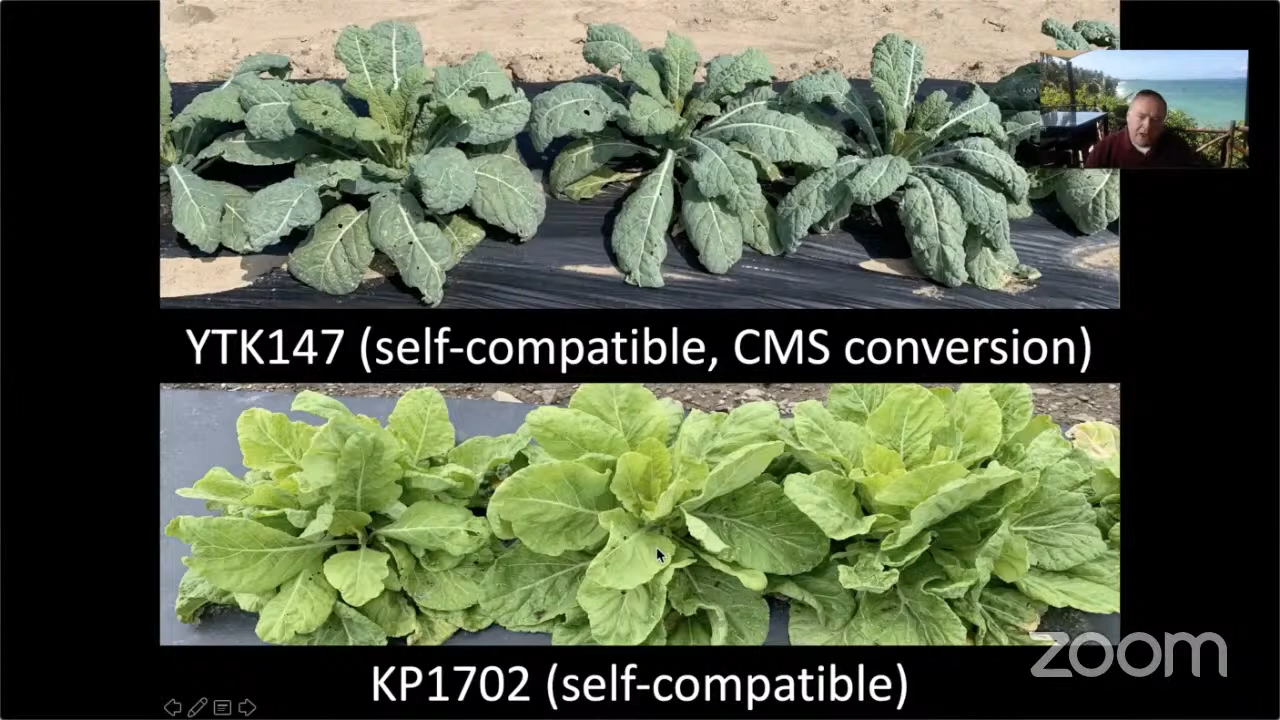 YTK147 (self-compatible, CMS conversion)
KP1702 (self-compatible)
zoom